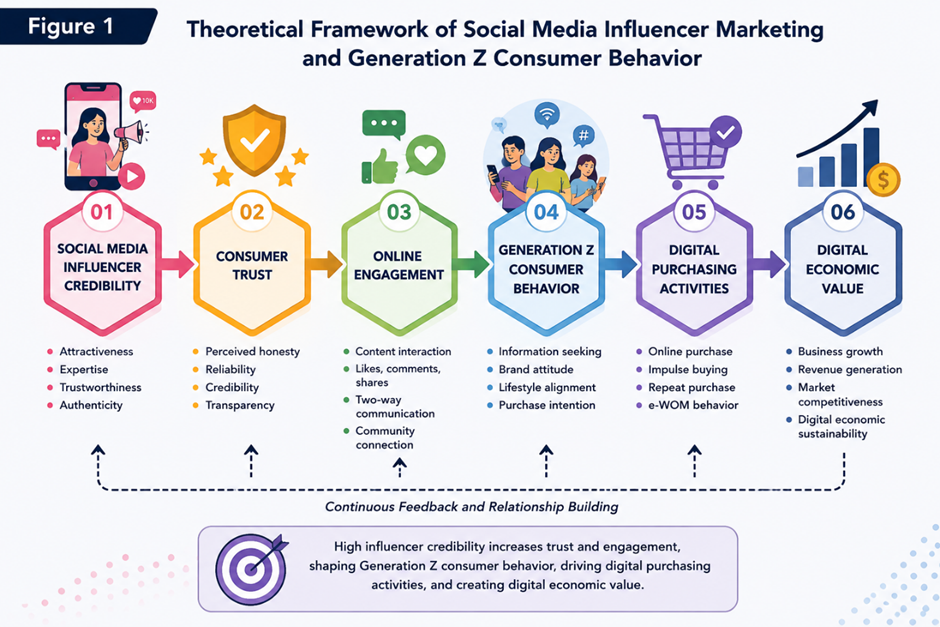 Figure 1
Theoretical Framework of Social Media Influencer Marketing
and Generation Z Consumer Behavior
10K
#
$
01
SOCIAL MEDIA
INFLUENCER
CREDIBILITY
Attractiveness
Expertise
Trustworthiness
Authenticity
02
CONSUMER
TRUST
Perceived honesty
Reliability
Credibility
Transparency
03
ONLINE
ENGAGEMENT
Content interaction
Likes, comments,
shares
Two-way
communication
Community
connection
04
GENERATION Z
CONSUMER
BEHAVIOR
Information seeking
Brand attitude
Lifestyle alignment
Purchase intention
05
DIGITAL
PURCHASING
ACTIVITIES
Online purchase
Impulse buying
Repeat purchase
e-WOM behavior
06
DIGITAL
ECONOMIC
VALUE
Business growth
Revenue generation
Market
competitiveness
Digital economic
sustainability
Continuous Feedback and Relationship Building
High influencer credibility increases trust and engagement,
shaping Generation Z consumer behavior, driving digital purchasing
activities, and creating digital economic value.